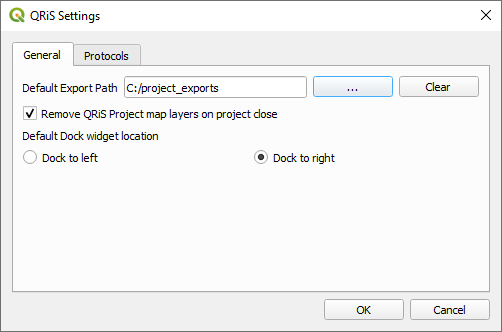 QRiS Settings
General Protocols
Default Export Path C:/project_exports ... Clear
Remove QRiS Project map layers on project close
Default Dock widget location
Dock to left Dock to right
OK Cancel